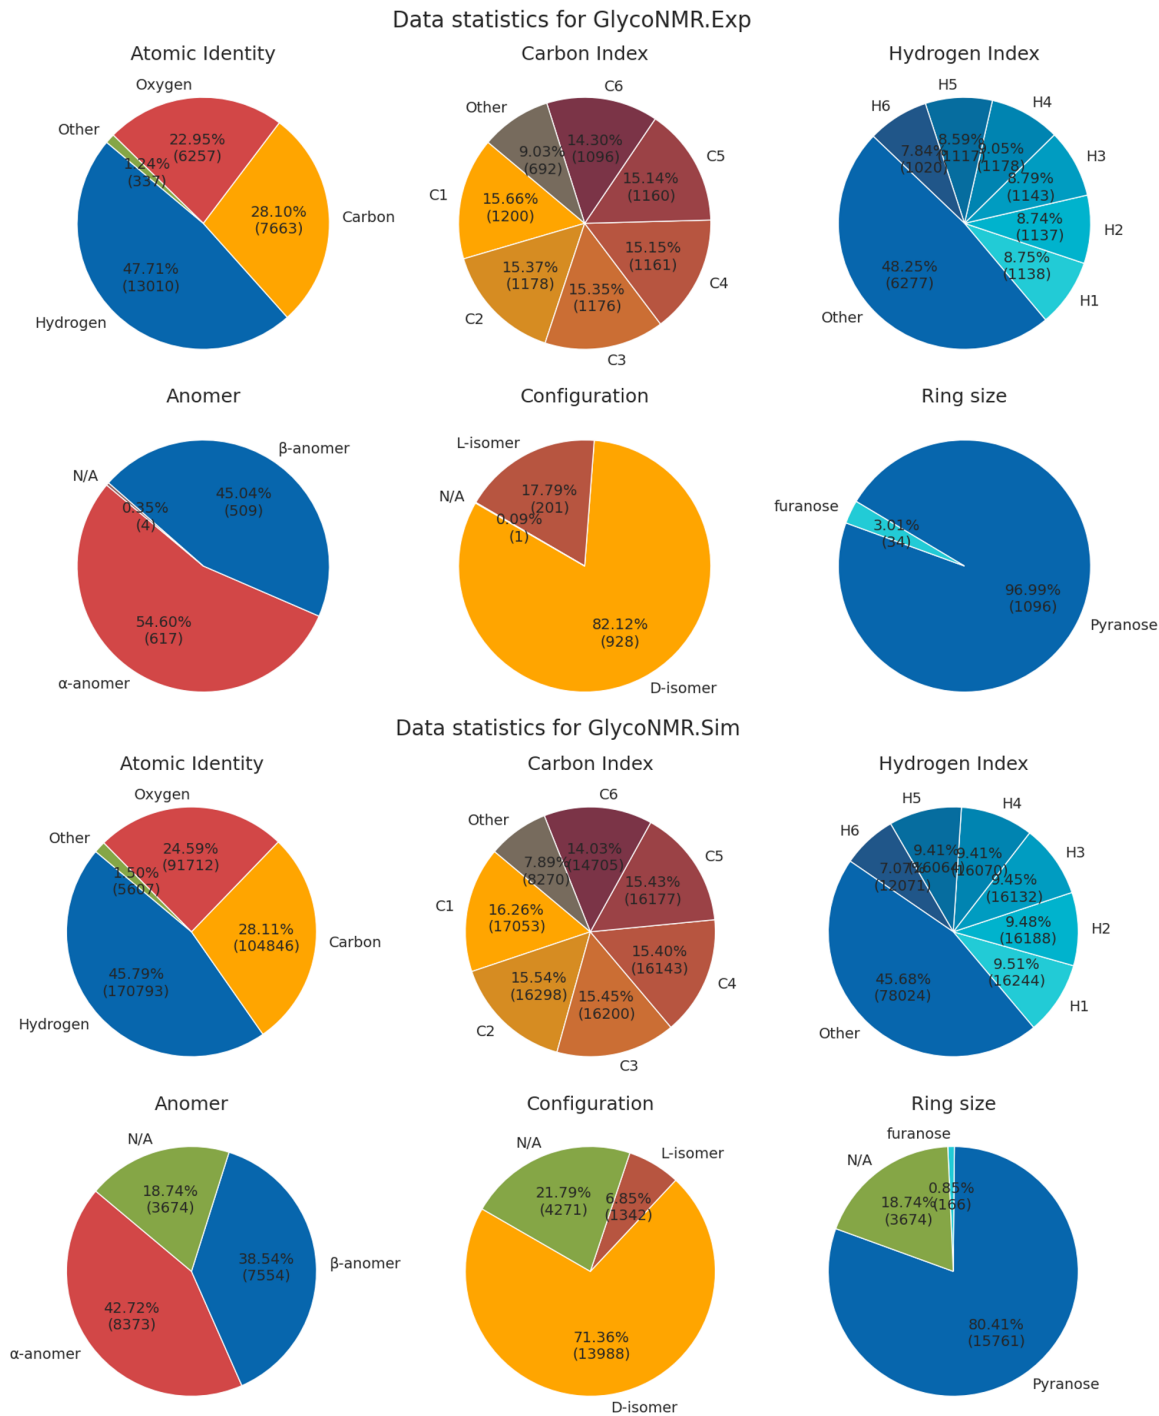 Data statistics for GlycoNMR.Exp
Atomic Identity
Oxygen
Other
22.95%
(6257)
1.24%
(337)
28.10%
(7663)
Carbon
47.71%
(13010)
Hydrogen
Carbon Index
C6
Other
14.30%
(1096)
9.03%
(692)
C5
15.14%
(1160)
C1
15.66%
(1200)
15.15%
(1161)
C4
15.37%
(1178)
C2
15.35%
(1176)
C3
Hydrogen Index
H5
H4
H6
8.59%
(1117)
9.05%
(1178)
7.84%
(1020)
H3
8.79%
(1143)
8.74%
(1137)
H2
8.75%
(1138)
H1
48.25%
(6277)
Other
Anomer
β-anomer
N/A
45.04%
(509)
0.35%
(4)
54.60%
(617)
α-anomer
Configuration
L-isomer
N/A
17.79%
(201)
0.09%
(1)
82.12%
(928)
D-isomer
Ring size
furanose
3.01%
(34)
96.99%
(1096)
Pyranose
Data statistics for GlycoNMR.Sim
Atomic Identity
Oxygen
Other
24.59%
(91712)
1.50%
(5607)
28.11%
(104846)
Carbon
45.79%
(170793)
Hydrogen
Carbon Index
C6
Other
14.03%
(14705)
7.89%
(8270)
C5
15.43%
(16177)
C1
16.26%
(17053)
15.40%
(16143)
C4
15.54%
(16298)
C2
15.45%
(16200)
C3
Hydrogen Index
H5
H4
H6
9.41%
(16064)
9.41%
(16070)
7.07%
(12071)
H3
9.45%
(16132)
9.48%
(16188)
H2
9.51%
(16244)
H1
45.68%
(78024)
Other
Anomer
N/A
18.74%
(3674)
38.54%
(7554)
β-anomer
42.72%
(8373)
α-anomer
Configuration
N/A
L-isomer
21.79%
(4271)
6.85%
(1342)
71.36%
(13988)
D-isomer
Ring size
furanose
N/A
0.85%
(166)
18.74%
(3674)
80.41%
(15761)
Pyranose